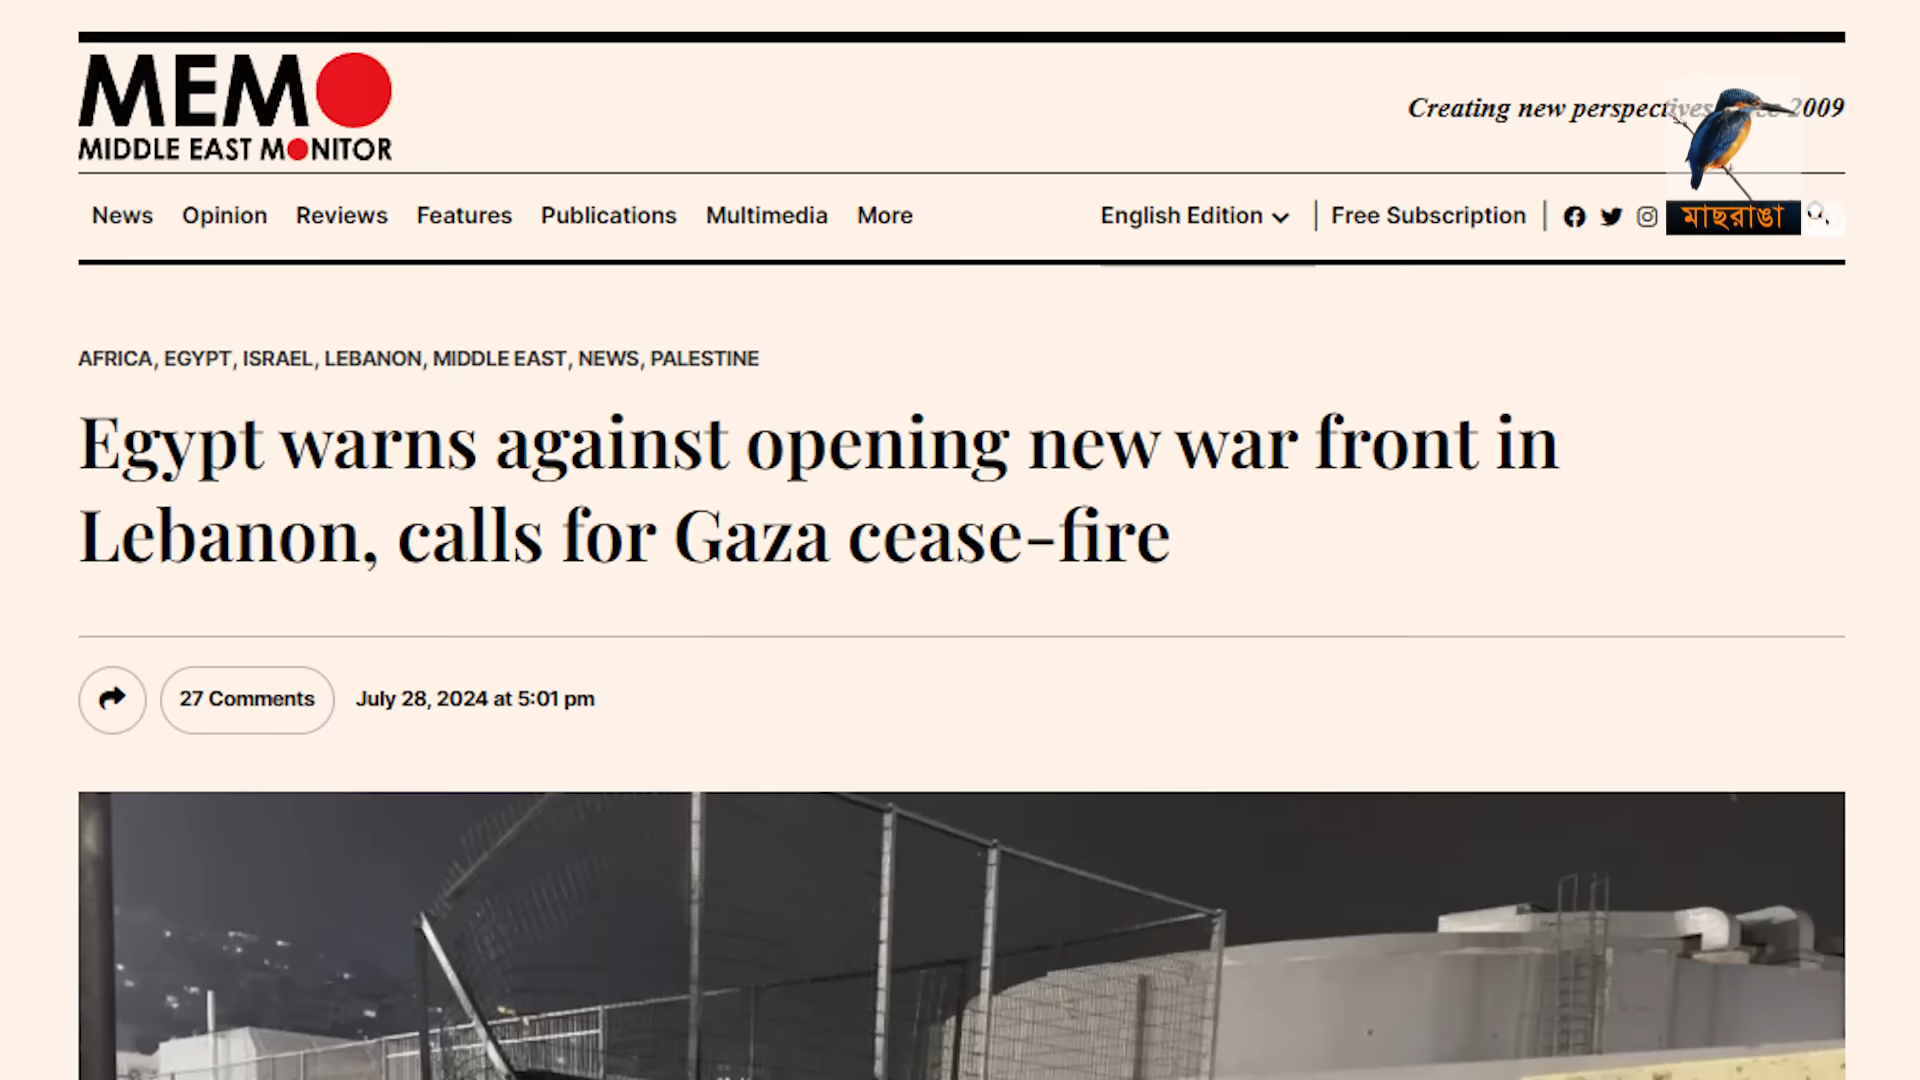 MEM
MIDDLE EAST MONITOR
Creating new perspectives 2009
News Opinion Reviews Features Publications Multimedia More
English Edition Free Subscription
মাছরাঙা
AFRICA, EGYPT, ISRAEL, LEBANON, MIDDLE EAST, NEWS, PALESTINE
Egypt warns against opening new war front in
Lebanon, calls for Gaza cease-fire
27 Comments July 28, 2024 at 5:01 pm